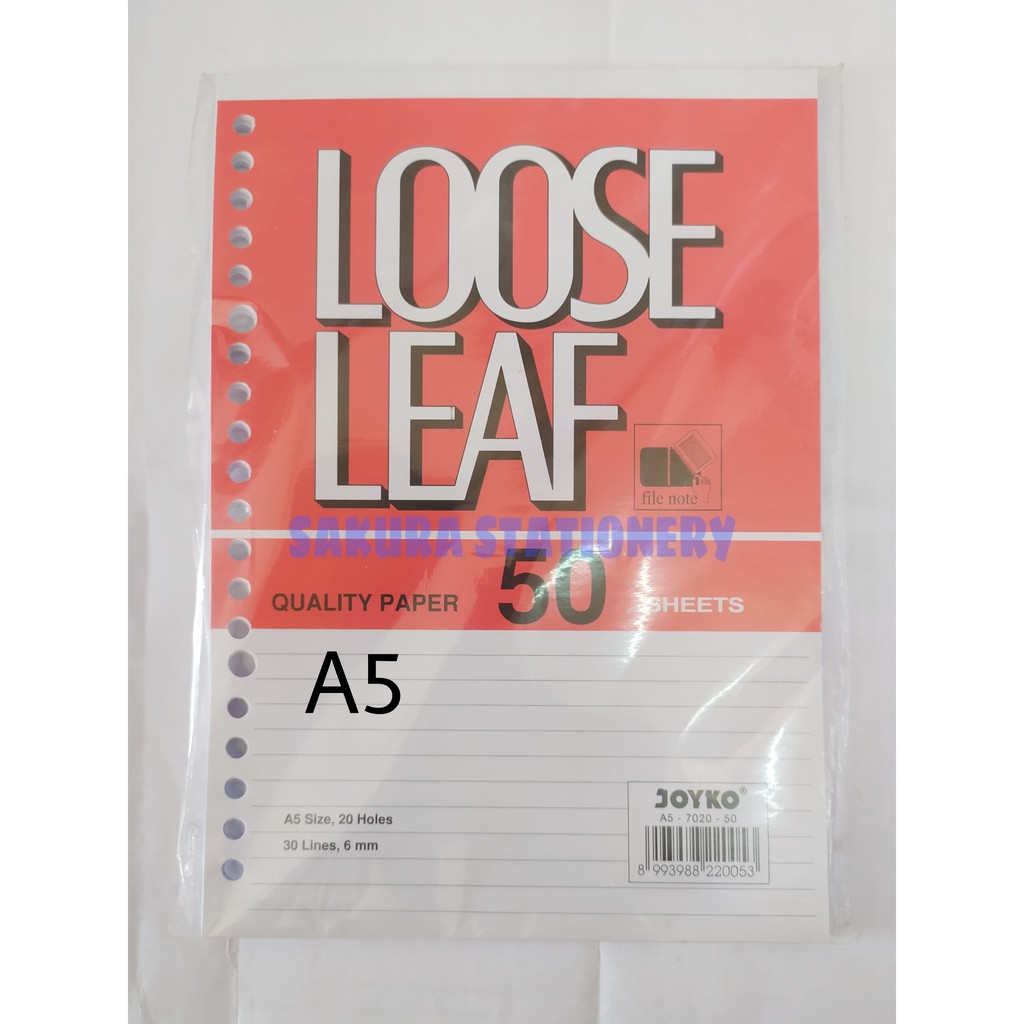 LOOSE
LEAF
file note
SAKURA STATIONERY
QUALITY PAPER 50 SHEETS
A5
A5 Size, 20 Holes
30 Lines, 6 mm
JOYKO®
A5 - 7020 - 50
8 993988 220053